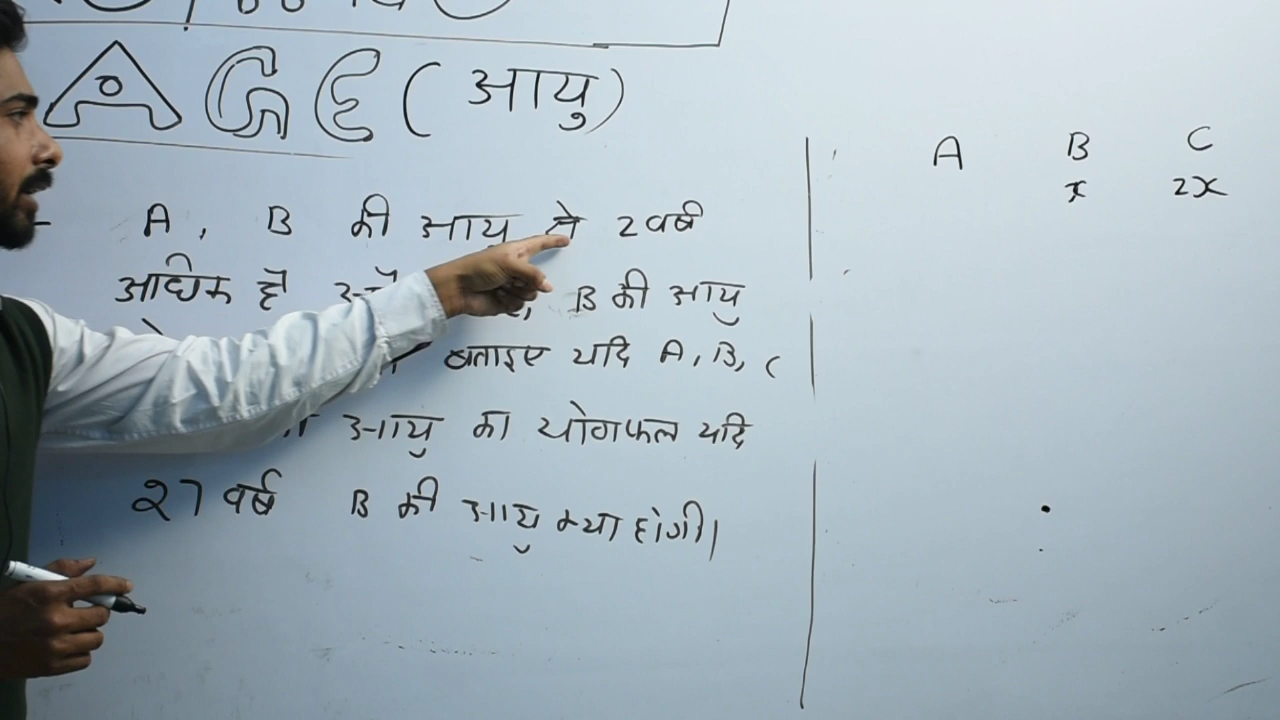 AGE (आयु)
A B C
x 2x
A, B की आयु से 2 वर्ष
अधिक है B की आयु
बताइए यदि A, B, C
आयु का योगफल यदि
27 वर्ष B की आयु क्या होगी।